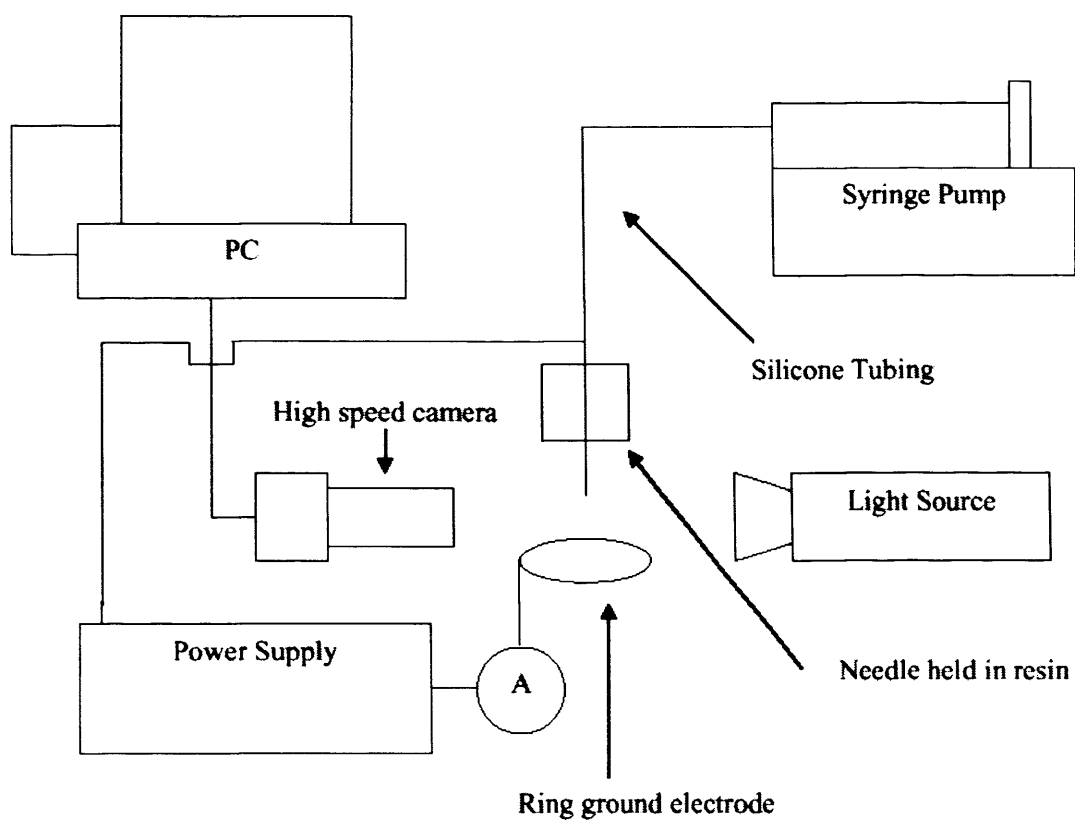 Syringe Pump
PC
Silicone Tubing
High speed camera
Light Source
Power Supply
A
Needle held in resin
Ring ground electrode